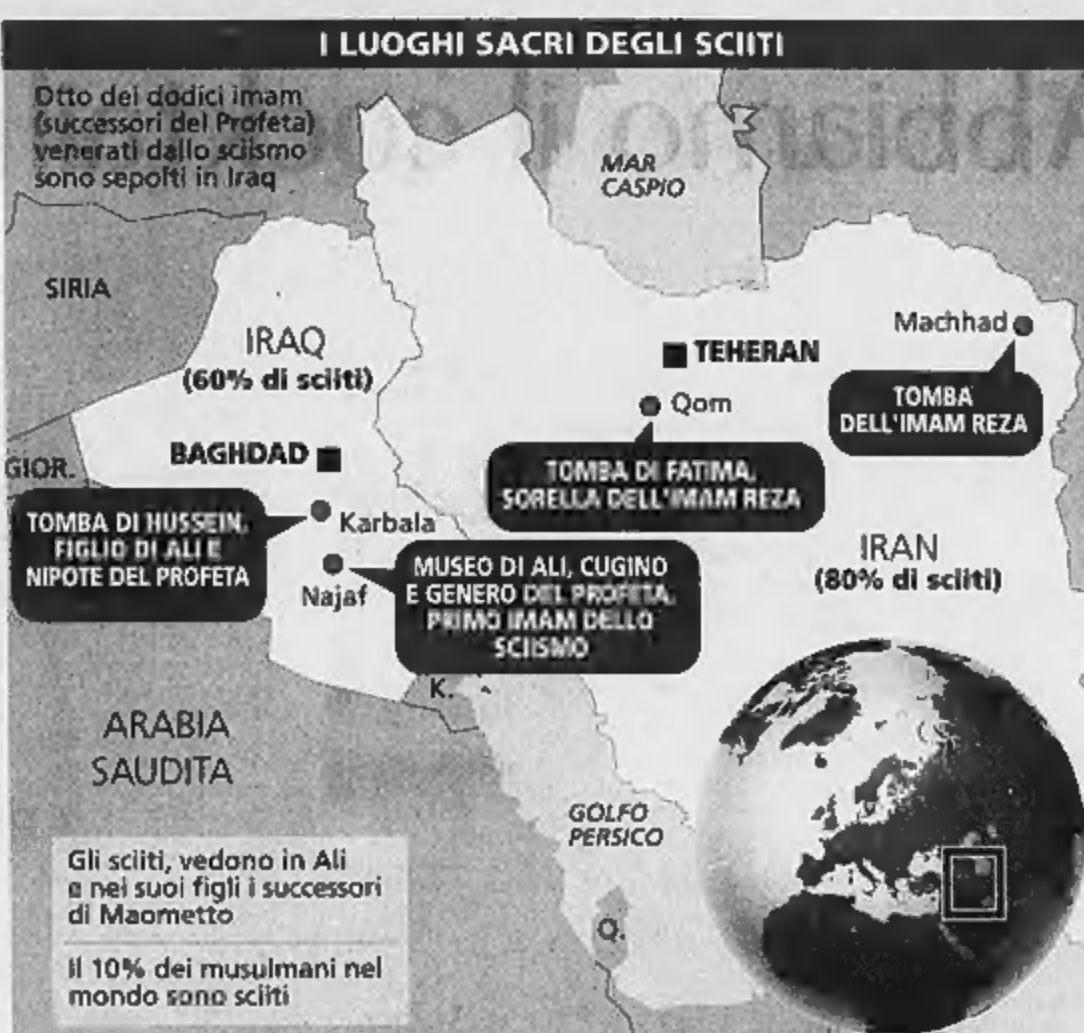 I LUOGHI SACRI DEGLI SCIITI
Otto dei dodici imam
(successori del Profeta)
venerati dallo sciismo
sono sepolti in Iraq
MAR
CASPIO
SIRIA
IRAQ
(60% di sciiti)
Machhad
TEHERAN
TOMBA
DELL'IMAM REZA
Qom
BAGHDAD
GIOR.
TOMBA DI FATIMA,
SORELLA DELL'IMAM REZA
TOMBA DI HUSSEIN,
FIGLIO DI ALI E
NIPOTE DEL PROFETA
Karbala
IRAN
(80% di sciiti)
Najaf
MUSEO DI ALI, CUGINO
E GENERO DEL PROFETA,
PRIMO IMAM DELLO
SCIISMO
K.
ARABIA
SAUDITA
GOLFO
PERSICO
Gli sciiti, vedono in Ali
e nei suoi figli i successori
di Maometto
Q.
Il 10% dei musulmani nel
mondo sono sciiti